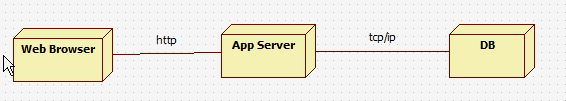 http
tcp/ip
Web Browser
App Server
DB